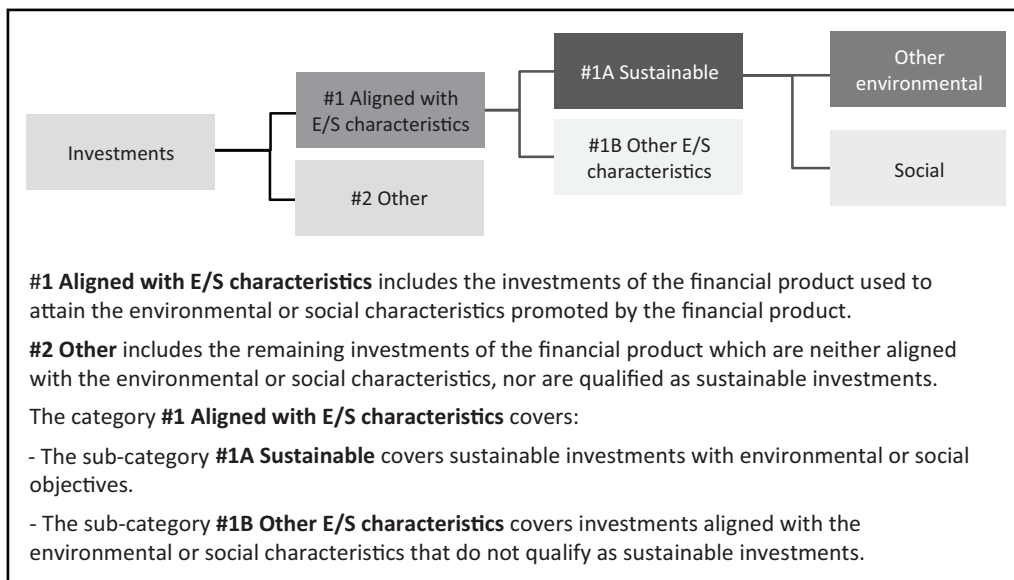 Investments
#1 Aligned with
E/S characteristics
#2 Other
#1A Sustainable
#1B Other E/S
characteristics
Other
environmental
Social
#1 Aligned with E/S characteristics includes the investments of the financial product used to
attain the environmental or social characteristics promoted by the financial product.
#2 Other includes the remaining investments of the financial product which are neither aligned
with the environmental or social characteristics, nor are qualified as sustainable investments.
The category #1 Aligned with E/S characteristics covers:
- The sub-category #1A Sustainable covers sustainable investments with environmental or social
objectives.
- The sub-category #1B Other E/S characteristics covers investments aligned with the
environmental or social characteristics that do not qualify as sustainable investments.